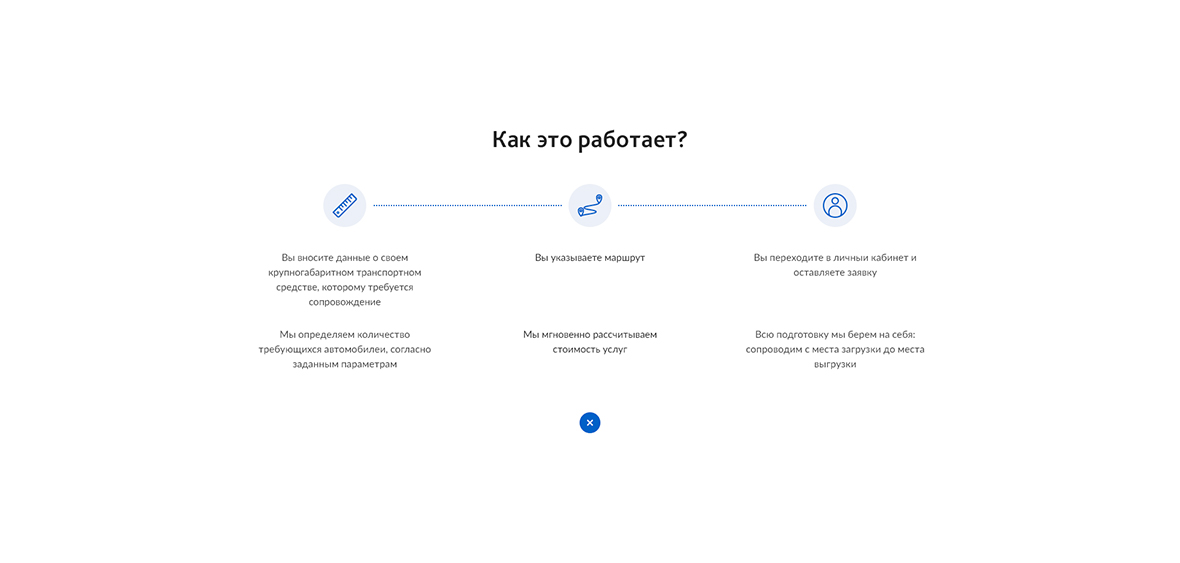 Как это работает?
Вы вносите данные о своем
крупногабаритном транспортном
средстве, которому требуется
сопровождение
Мы определяем количество
требующихся автомобилеи, согласно
заданным параметрам
Вы указываете маршрут
Мы мгновенно рассчитываем
стоимость услуг
Вы переходите в личныи кабинет и
оставляете заявку
Всю подготовку мы берем на себя:
сопроводим с места загрузки до места
выгрузки